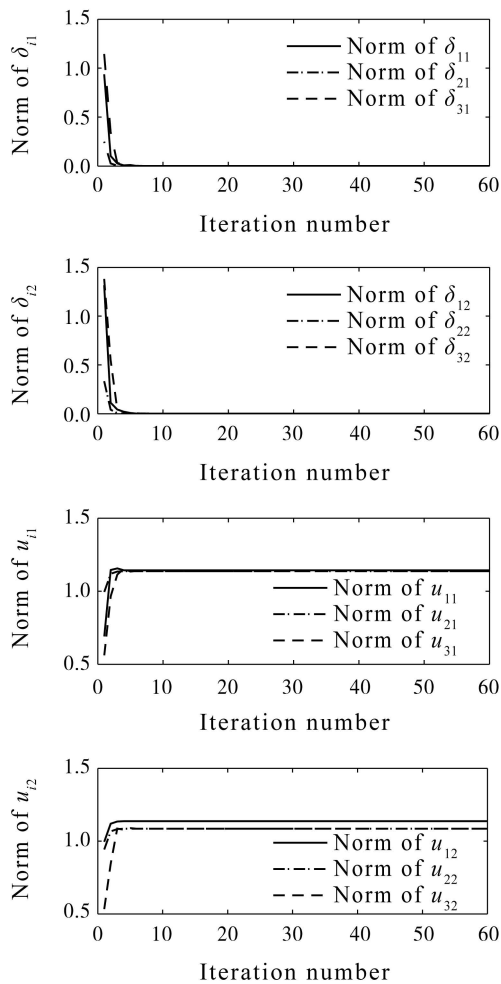 Norm of δi1
1.5
1.0
0.5
0.0
Norm of δ11
Norm of δ21
Norm of δ31
0 10 20 30 40 50 60
Iteration number
Norm of δi2
1.5
1.0
0.5
0.0
Norm of δ12
Norm of δ22
Norm of δ32
0 10 20 30 40 50 60
Iteration number
Norm of ui1
1.5
1.0
0.5
Norm of u11
Norm of u21
Norm of u31
0 10 20 30 40 50 60
Iteration number
Norm of ui2
1.5
1.0
0.5
Norm of u12
Norm of u22
Norm of u32
0 10 20 30 40 50 60
Iteration number